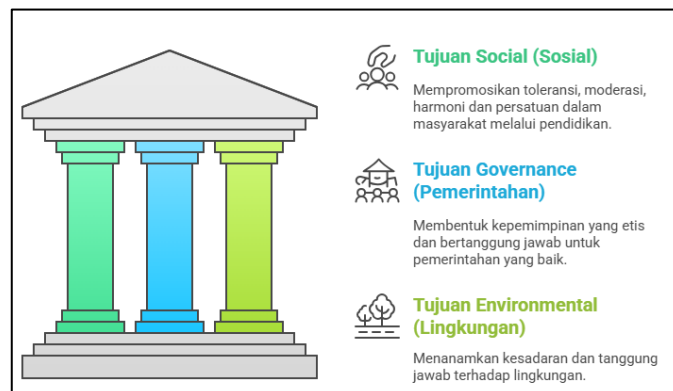 Tujuan Social (Sosial)
Mempromosikan toleransi, moderasi,
harmoni dan persatuan dalam
masyarakat melalui pendidikan.
Tujuan Governance
(Pemerintahan)
Membentuk kepemimpinan yang etis
dan bertanggung jawab untuk
pemerintahan yang baik.
Tujuan Environmental
(Lingkungan)
Menanamkan kesadaran dan tanggung
jawab terhadap lingkungan.